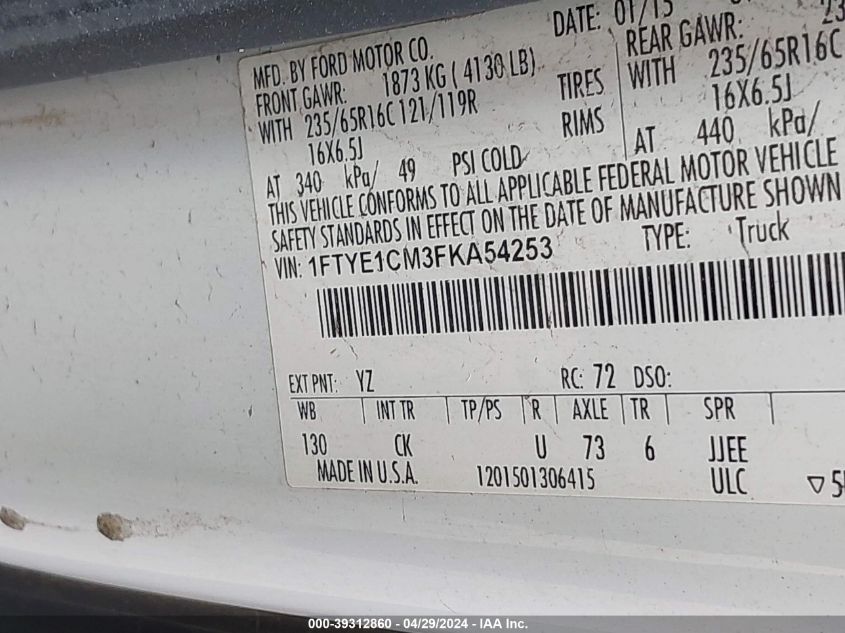 DATE: 01/15
MFD. BY FORD MOTOR CO.
FRONT GAWR: 1873 KG ( 4130 LB)
REAR GAWR: 23
WITH 235/65R16C 121/119R TIRES
WITH 235/65R16C
16X6.5J RIMS
16X6.5J
AT 340 kPa/ 49 PSI COLD
AT 440 kPa/
THIS VEHICLE CONFORMS TO ALL APPLICABLE FEDERAL MOTOR VEHICLE
SAFETY STANDARDS IN EFFECT ON THE DATE OF MANUFACTURE SHOWN
VIN: 1FTYE1CM3FKA54253 TYPE: Truck
EXT PNT: YZ RC: 72 DSO:
WB INT TR TP/PS R AXLE TR SPR
130 CK U 73 6 JJEE
MADE IN U.S.A. 1201501306415 ULC
000-39312860 - 04/29/2024 - IAA Inc.